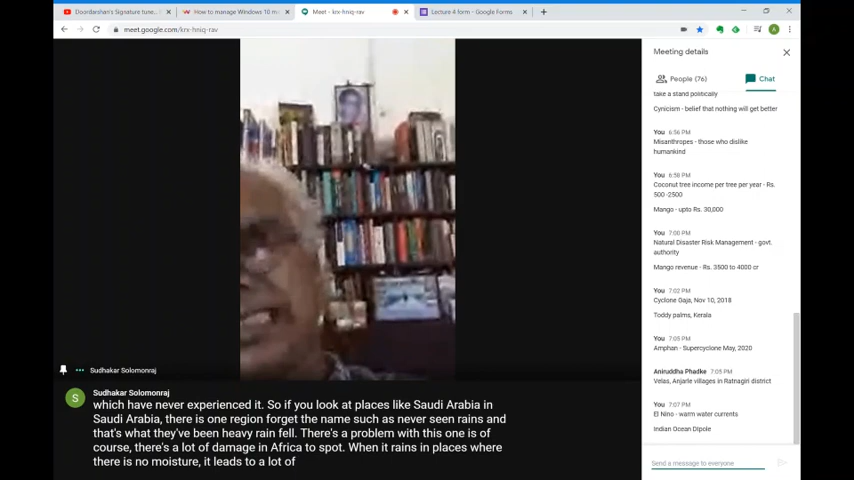 Doordarshan's Signature tune...
How to manage Windows 10 m
Meet - krx-hniq-rav
Lecture 4 form - Google Forms
meet.google.com/krx-hniq-rav
Meeting details
People (76)
Chat
take a stand politically
Cynicism - belief that nothing will get better
You 6:56 PM
Misanthropes - those who dislike
humankind
You 6:58 PM
Coconut tree income per tree per year - Rs.
500 -2500
Mango - upto Rs. 30,000
You 7:00 PM
Natural Disaster Risk Management - govt.
authority
Mango revenue - Rs. 3500 to 4000 cr
You 7:02 PM
Cyclone Gaja, Nov 10, 2018
Toddy palms, Kerala
You 7:05 PM
Amphan - Supercyclone May, 2020
Aniruddha Phadke 7:05 PM
Velas, Anjarle villages in Ratnagiri district
You 7:07 PM
El Nino - warm water currents
Indian Ocean Dipole
Send a message to everyone
Sudhakar Solomonraj
S
Sudhakar Solomonraj
which have never experienced it. So if you look at places like Saudi Arabia in
Saudi Arabia, there is one region forget the name such as never seen rains and
that's what they've been heavy rain fell. There's a problem with this one is of
course, there's a lot of damage in Africa to spot. When it rains in places where
there is no moisture, it leads to a lot of